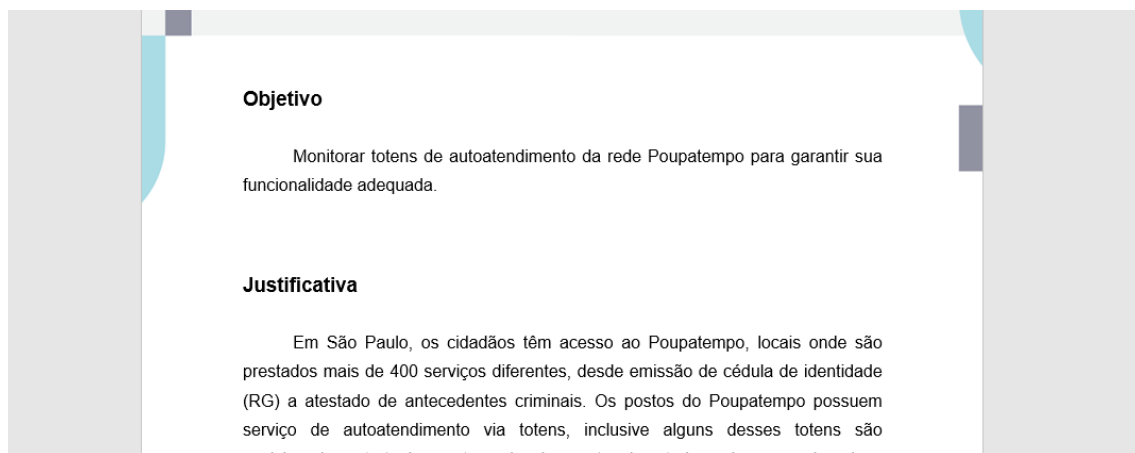 Objetivo
Monitorar totens de autoatendimento da rede Poupatempo para garantir sua
funcionalidade adequada.
Justificativa
Em São Paulo, os cidadãos têm acesso ao Poupatempo, locais onde são
prestados mais de 400 serviços diferentes, desde emissão de cédula de identidade
(RG) a atestado de antecedentes criminais. Os postos do Poupatempo possuem
serviço de autoatendimento via totens, inclusive alguns desses totens são